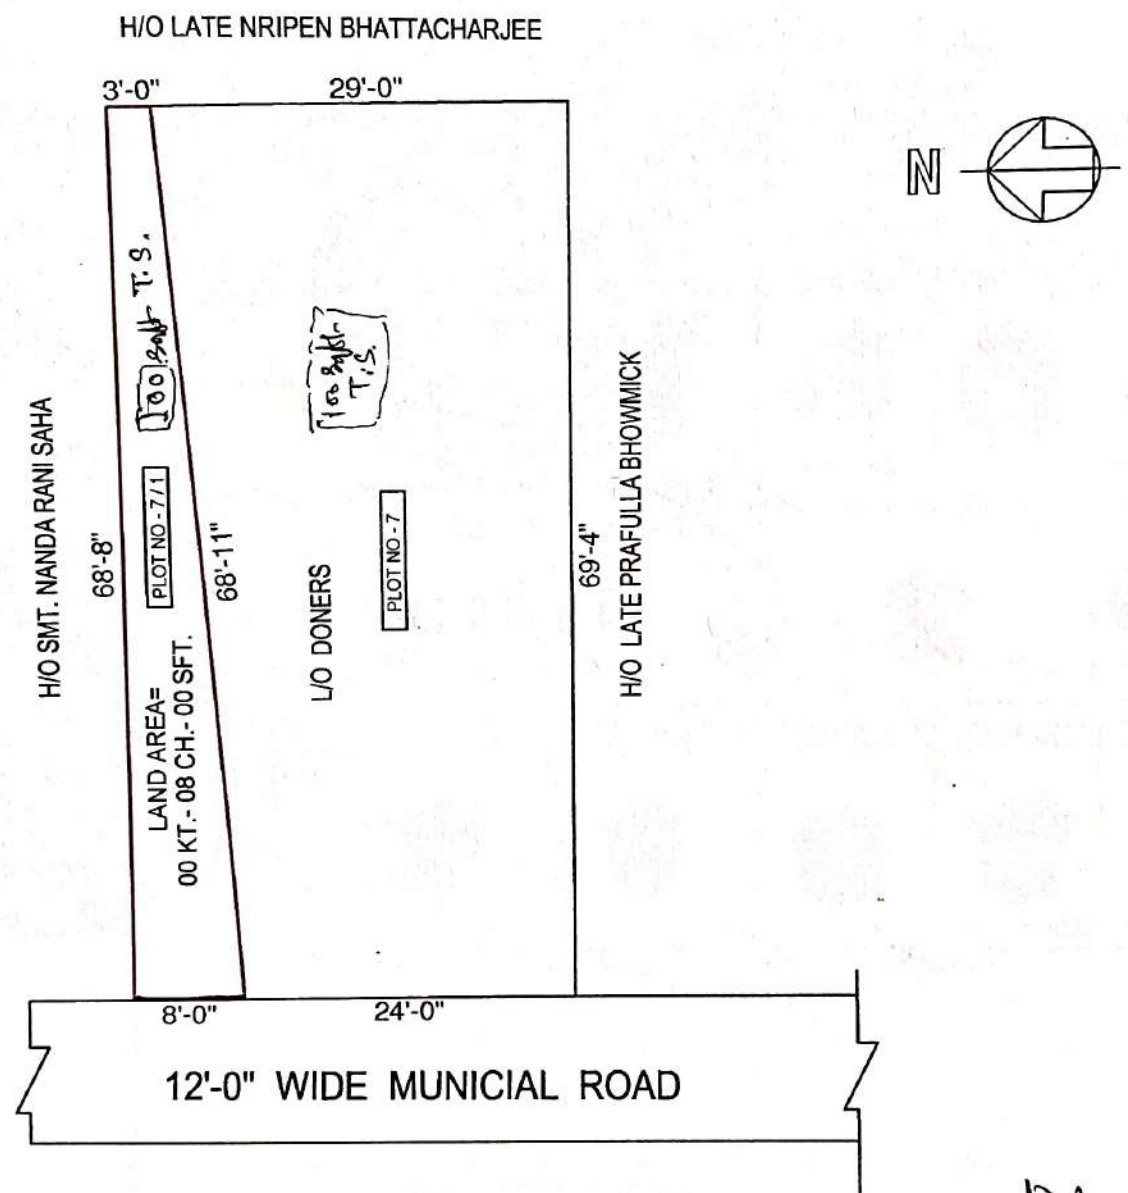 H/O LATE NRIPEN BHATTACHARJEE
3'-0"
29'-0"
N
100 sqft T.S.
100 sqft
T.S.
H/O SMT. NANDA RANI SAHA
68'-8"
PLOT NO - 7/1
68'-11"
L/O DONERS
PLOT NO - 7
69'-4"
H/O LATE PRAFULLA BHOWMICK
LAND AREA=
00 KT.- 08 CH.- 00 SFT.
8'-0"
24'-0"
12'-0" WIDE MUNICIAL ROAD